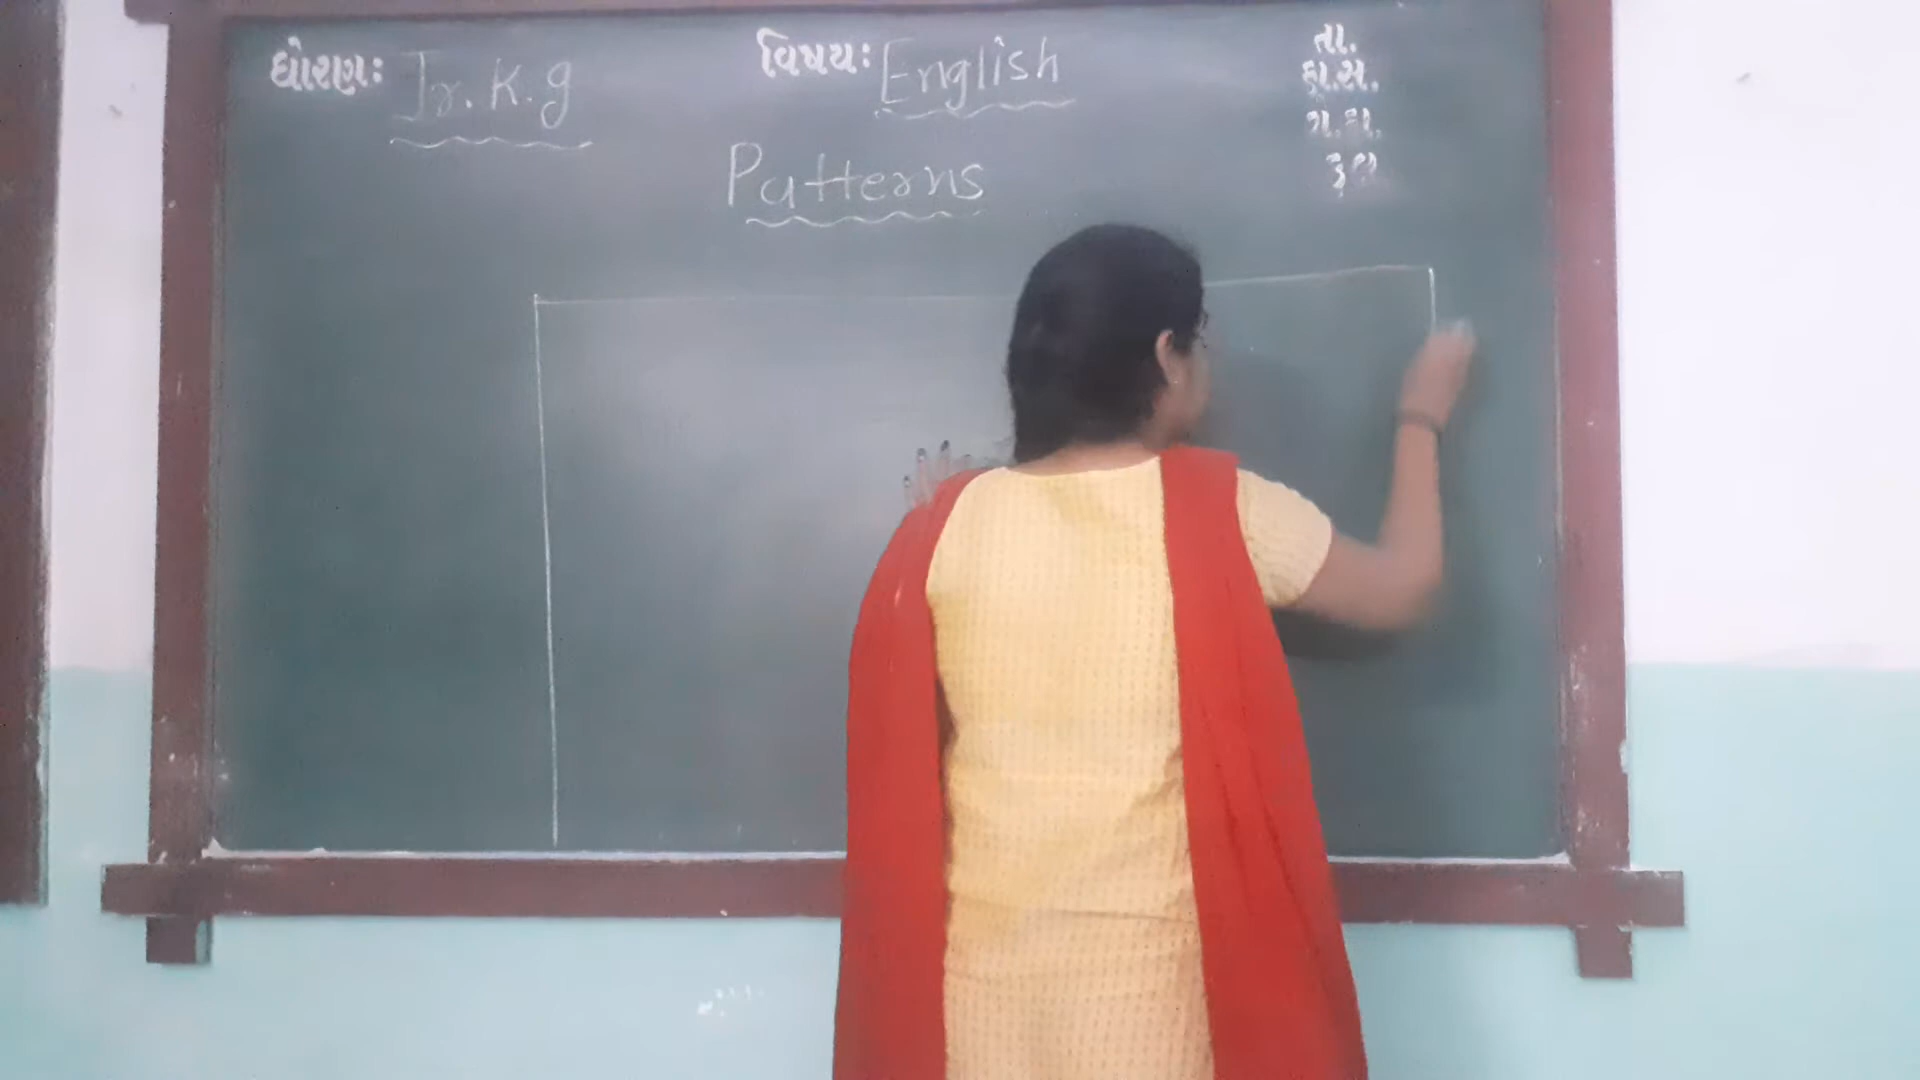 ધોરણ: Jr. K. g વિષય: English
Patterns
તા.
હા.સ.
ગ.હા.
કુલ